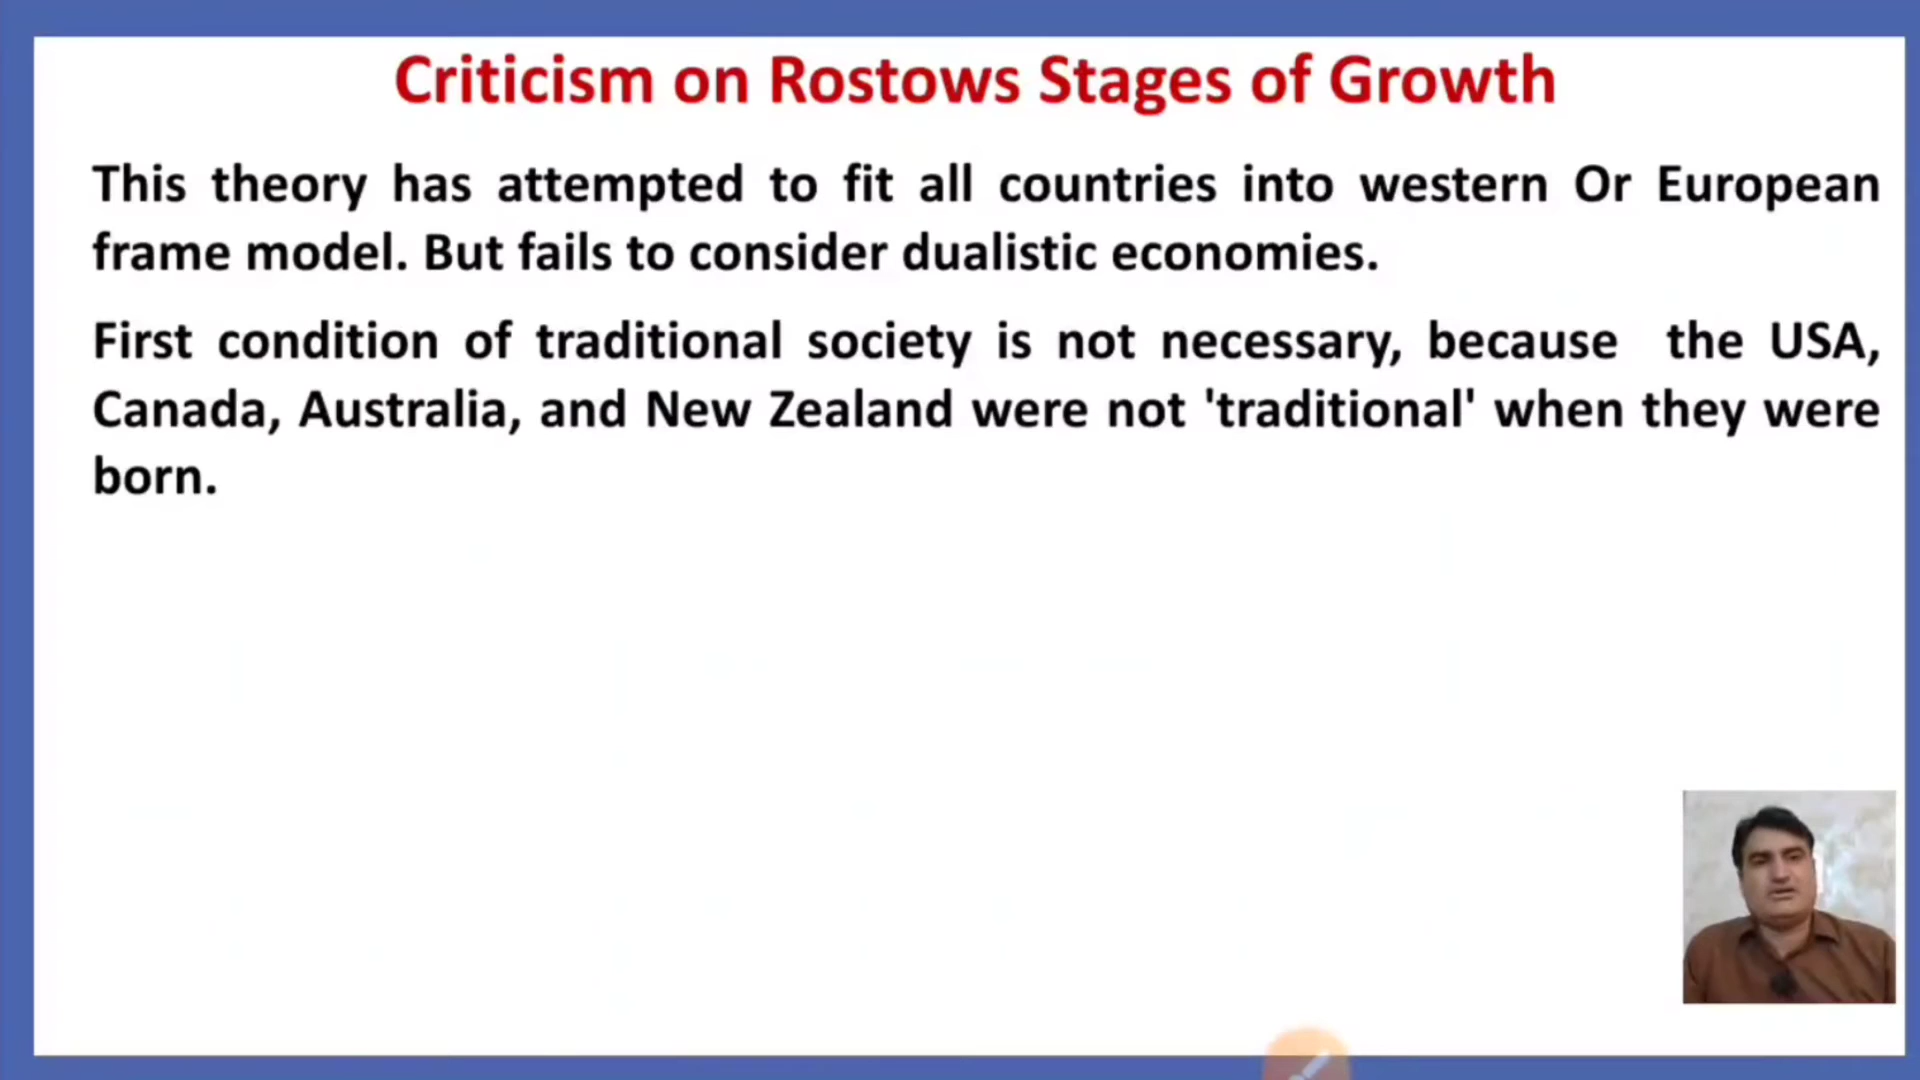 Criticism on Rostows Stages of Growth
This theory has attempted to fit all countries into western Or European
frame model. But fails to consider dualistic economies.
First condition of traditional society is not necessary, because the USA,
Canada, Australia, and New Zealand were not 'traditional' when they were
born.